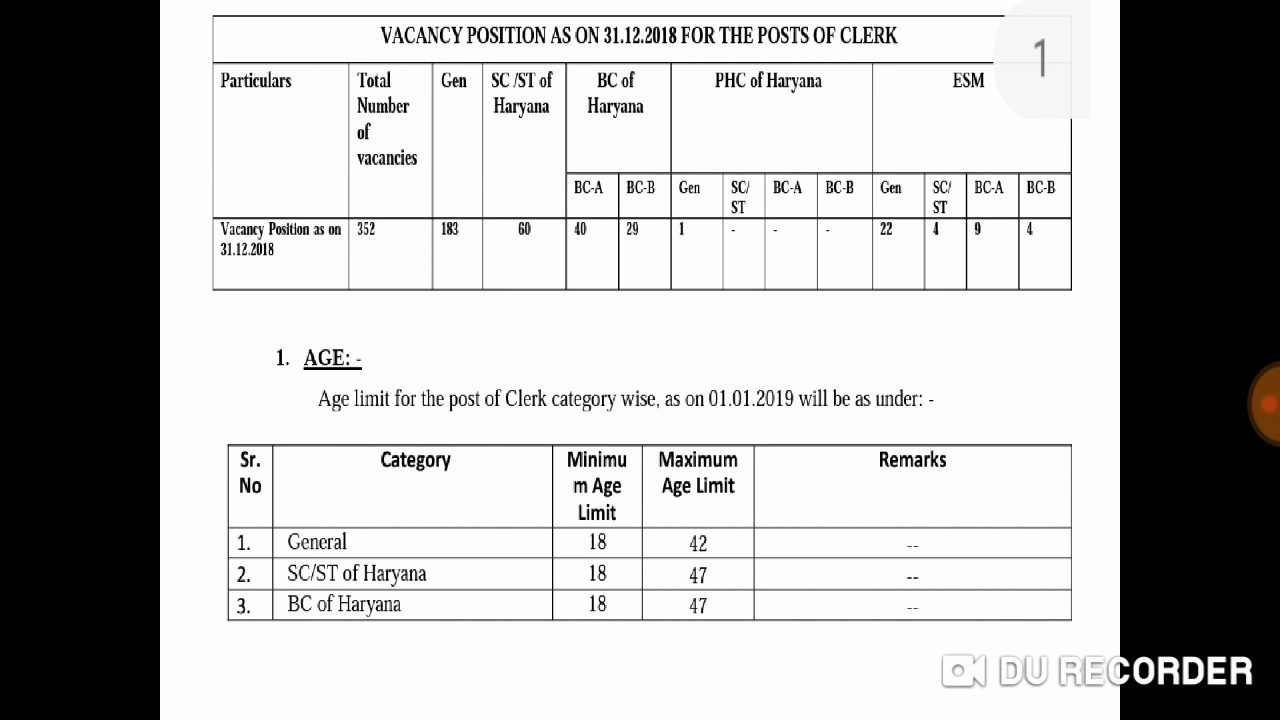 VACANCY POSITION AS ON 31.12.2018 FOR THE POSTS OF CLERK
1
Particulars Total Number of vacancies Gen SC /ST of Haryana BC of Haryana PHC of Haryana ESM
BC-A BC-B Gen SC/ ST BC-A BC-B Gen SC/ ST BC-A BC-B
Vacancy Position as on 31.12.2018 352 183 60 40 29 1 - - - 22 4 9 4
1. AGE: -
Age limit for the post of Clerk category wise, as on 01.01.2019 will be as under: -
Sr. No Category Minimu m Age Limit Maximum Age Limit Remarks
1. General 18 42 --
2. SC/ST of Haryana 18 47 --
3. BC of Haryana 18 47 --
DU RECORDER